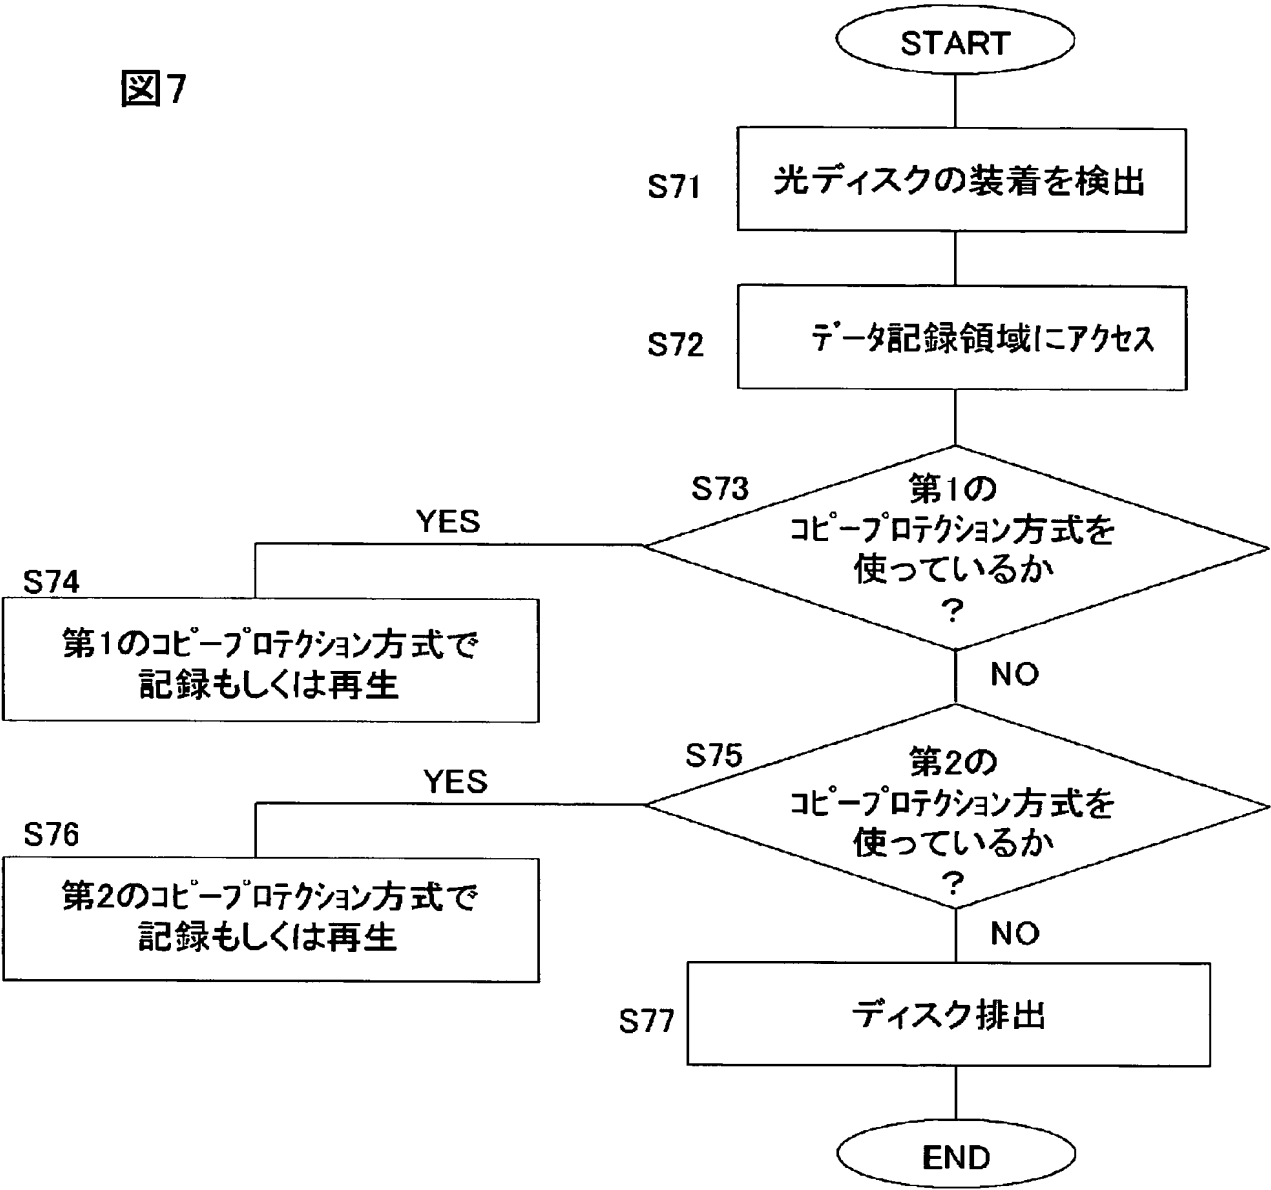 図7
START
S71
光ディスクの装着を検出
S72
ﾃﾞｰﾀ記録領域にｱｸｾｽ
S73
第1の
ｺﾋﾟｰﾌﾟﾛﾃｸｼｮﾝ方式を
使っているか
?
YES
NO
S74
第1のｺﾋﾟｰﾌﾟﾛﾃｸｼｮﾝ方式で
記録もしくは再生
S75
第2の
ｺﾋﾟｰﾌﾟﾛﾃｸｼｮﾝ方式を
使っているか
?
YES
NO
S76
第2のｺﾋﾟｰﾌﾟﾛﾃｸｼｮﾝ方式で
記録もしくは再生
S77
ディスク排出
END